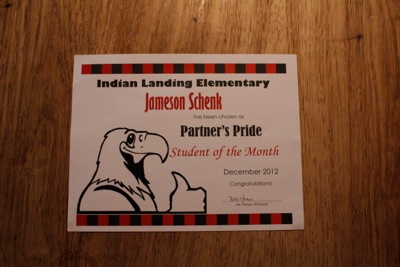 Indian Landing Elementary
Jameson Schenk
has been chosen as
Partner's Pride
Student of the Month
December 2012
Congratulations!